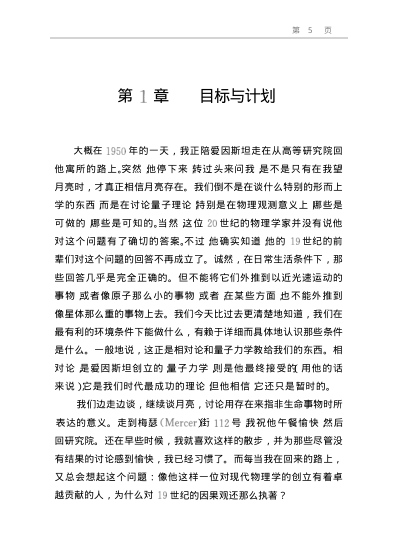 第 5 页
第 1 章 目标与计划
大概在 1950 年的一天，我正陪爱因斯坦走在从高等研究院回
他寓所的路上。突然 他停下来 转过头来问我 是不是只有在我望
月亮时，才真正相信月亮存在。我们倒不是在谈什么特别的形而上
学的东西 而是在讨论量子理论 特别是在物理观测意义上 哪些是
可做的 哪些是可知的。当然 这位 20 世纪的物理学家并没有说他
对这个问题有了确切的答案。不过 他确实知道 他的 19 世纪的前
辈们对这个问题的回答不再成立了。诚然，在日常生活条件下，那
些回答几乎是完全正确的。但不能将它们外推到以近光速运动的
事物 或者像原子那么小的事物 或者 在某些方面 也不能外推到
像星体那么重的事物上去。我们今天比过去更清楚地知道，我们在
最有利的环境条件下能做什么，有赖于详细而具体地认识那些条件
是什么。一般地说，这正是相对论和量子力学教给我们的东西。相
对论 是爱因斯坦创立的 量子力学 则是他最终接受的( 用他的话
来说 )它是我们时代最成功的理论 但他相信 它还只是暂时的。
我们边走边谈，继续谈月亮，讨论用存在来指非生命事物时所
表达的意义。走到梅瑟(Mercer)街 112 号 我祝他午餐愉快 然后
回研究院。还在早些时候，我就喜欢这样的散步，并为那些尽管没
有结果的讨论感到愉快，我已经习惯了。而每当我在回来的路上，
又总会想起这个问题：像他这样一位对现代物理学的创立有着卓
越贡献的人，为什么对 19 世纪的因果观还那么执著？